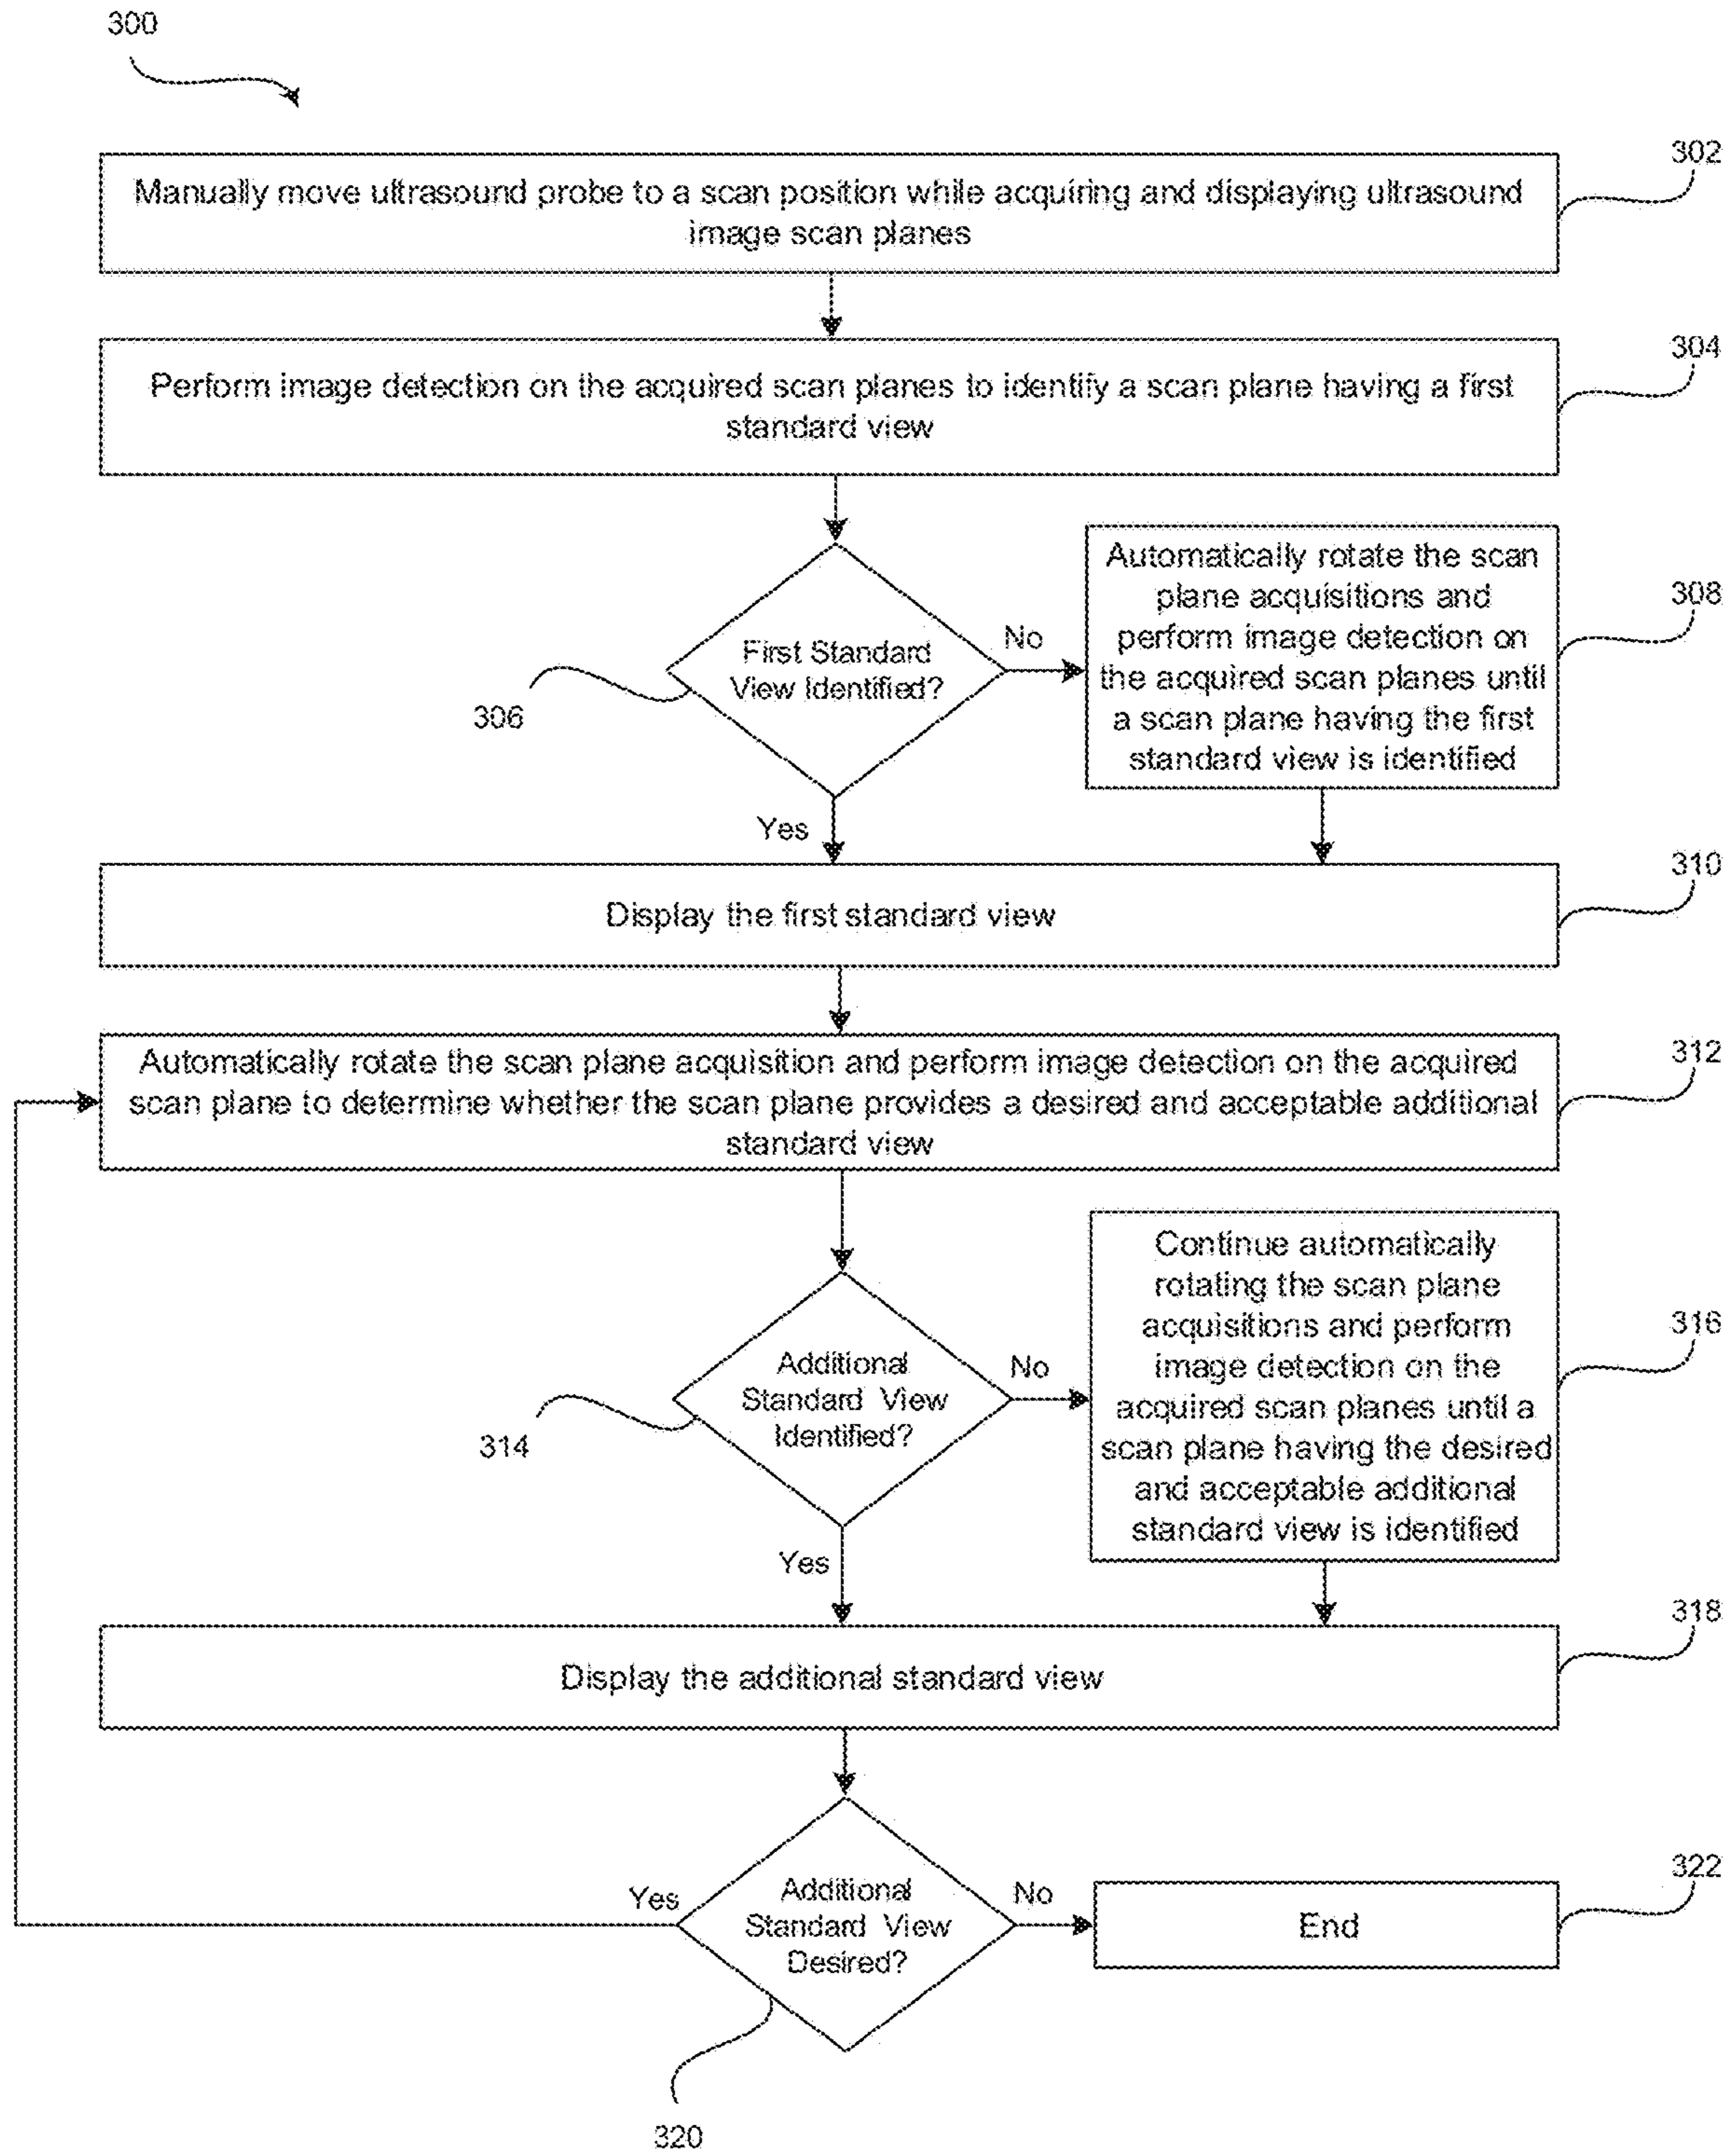 300
302
Manually move ultrasound probe to a scan position while acquiring and displaying ultrasound
image scan planes
304
Perform image detection on the acquired scan planes to identify a scan plane having a first
standard view
306
First Standard
View Identified?
No
Yes
308
Automatically rotate the scan
plane acquisitions and
perform image detection on
the acquired scan planes until
a scan plane having the first
standard view is identified
310
Display the first standard view
312
Automatically rotate the scan plane acquisition and perform image detection on the acquired
scan plane to determine whether the scan plane provides a desired and acceptable additional
standard view
314
Additional
Standard View
Identified?
No
Yes
316
Continue automatically
rotating the scan plane
acquisitions and perform
image detection on the
acquired scan planes until a
scan plane having the desired
and acceptable additional
standard view is identified
318
Display the additional standard view
320
Additional
Standard View
Desired?
Yes
No
322
End